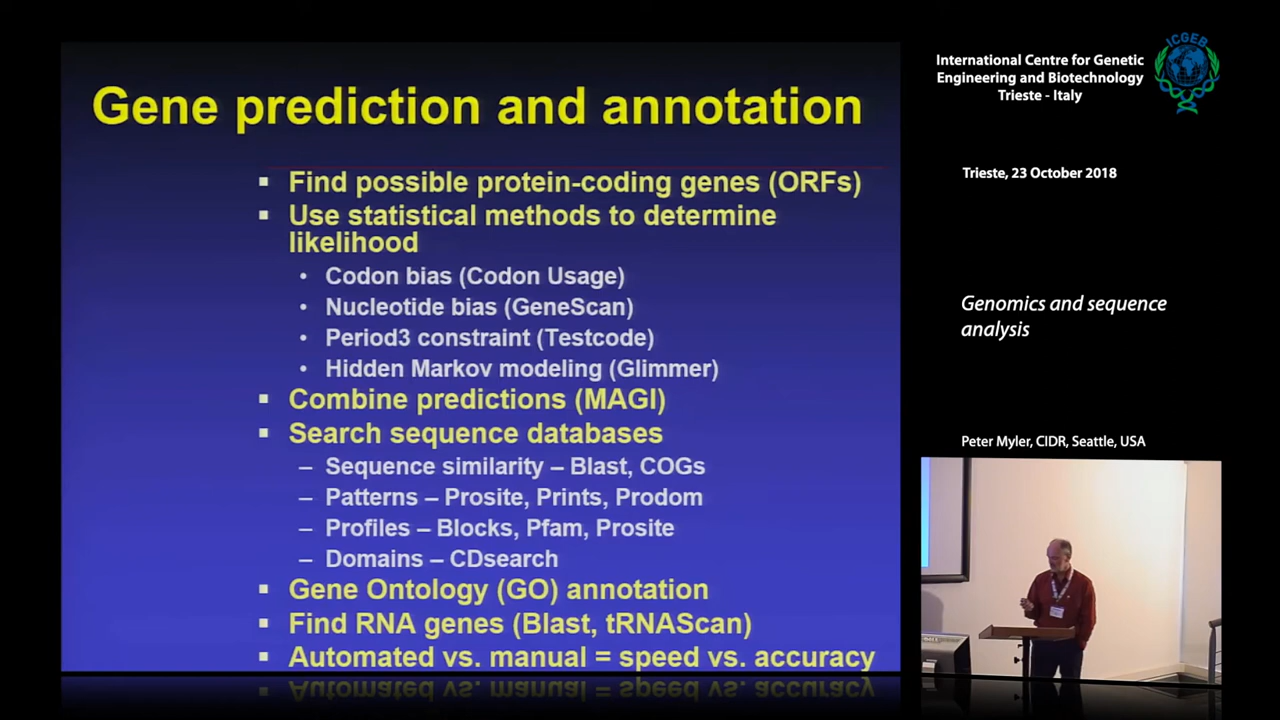 Gene prediction and annotation
▪ Find possible protein-coding genes (ORFs)
▪ Use statistical methods to determine
likelihood
• Codon bias (Codon Usage)
• Nucleotide bias (GeneScan)
• Period3 constraint (Testcode)
• Hidden Markov modeling (Glimmer)
▪ Combine predictions (MAGI)
▪ Search sequence databases
– Sequence similarity – Blast, COGs
– Patterns – Prosite, Prints, Prodom
– Profiles – Blocks, Pfam, Prosite
– Domains – CDsearch
▪ Gene Ontology (GO) annotation
▪ Find RNA genes (Blast, tRNAScan)
▪ Automated vs. manual = speed vs. accuracy
International Centre for Genetic
Engineering and Biotechnology
Trieste - Italy
ICGEB
Trieste, 23 October 2018
Genomics and sequence
analysis
Peter Myler, CIDR, Seattle, USA